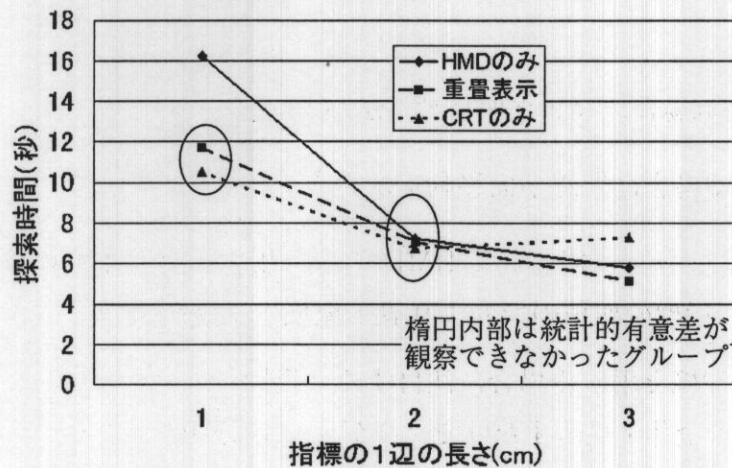 18
16
14
12
10
8
6
4
2
0
探索時間(秒)
HMDのみ
重畳表示
CRTのみ
楕円内部は統計的有意差が
観察できなかったグループ
1
2
3
指標の1辺の長さ(cm)